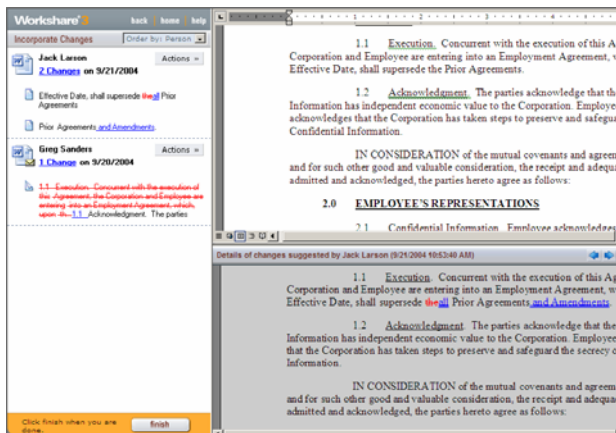 Workshare 3
back | home | help
Incorporate Changes
Order by: Person
Jack Larson
Actions »
2 Changes on 9/21/2004
Effective Date, shall supersede theall Prior
Agreements
Prior Agreements and Amendments.
Greg Sanders
Actions »
1 Change on 9/20/2004
1.1 Execution. Concurrent with the execution of
this Agreement, the Corporation and Employee are
entering into an Employment Agreement, which,
upon th 1.1 Acknowledgment. The parties
Click finish when you are
done.
finish
1.1 Execution. Concurrent with the execution of this A
Corporation and Employee are entering into an Employment Agreement, w
Effective Date, shall supersede the Prior Agreements.
1.2 Acknowledgment. The parties acknowledge that the
Information has independent economic value to the Corporation. Employe
acknowledges that the Corporation has taken steps to preserve and safegua
Confidential Information.
IN CONSIDERATION of the mutual covenants and agreem
and for such other good and valuable consideration, the receipt and adequa
admitted and acknowledged, the parties hereto agree as follows:
2.0 EMPLOYEE'S REPRESENTATIONS
2.1 Confidential Information. Employee acknowledges
Details of changes suggested by Jack Larson (9/21/2004 10:53:40 AM)
1.1 Execution. Concurrent with the execution of this Ag
Corporation and Employee are entering into an Employment Agreement, w
Effective Date, shall supersede theall Prior Agreements and Amendments.
1.2 Acknowledgment. The parties acknowledge that the
Information has independent economic value to the Corporation. Employee
that the Corporation has taken steps to preserve and safeguard the secrecy o
Information.
IN CONSIDERATION of the mutual covenants and agreem
and for such other good and valuable consideration, the receipt and adequa
admitted and acknowledged, the parties hereto agree as follows: